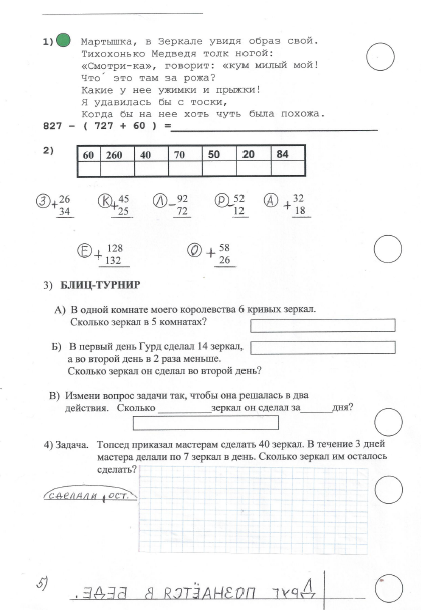 1) Мартышка, в Зеркале увидя образ свой.
Тихохонько Медведя толк ногой:
«Смотри-ка», говорит: «кум милый мой!
Что это там за рожа?
Какие у нее ужимки и прыжки!
Я удавилась бы с тоски,
Когда бы на нее хоть чуть была похожа.
827 – ( 727 + 60 ) =
2) 60 260 40 70 50 20 84
З + 26 34 К + 45 25 Л – 92 72 Р – 52 12 А + 32 18
Е + 128 132 О + 58 26
3) БЛИЦ-ТУРНИР
А) В одной комнате моего королевства 6 кривых зеркал.
Сколько зеркал в 5 комнатах?
Б) В первый день Гурд сделал 14 зеркал,
а во второй день в 2 раза меньше.
Сколько зеркал он сделал во второй день?
В) Измени вопрос задачи так, чтобы она решалась в два
действия. Сколько ________зеркал он сделал за_____дня?
4) Задача. Топсед приказал мастерам сделать 40 зеркал. В течение 3 дней
мастера делали по 7 зеркал в день. Сколько зеркал им осталось
сделать?
СДЕЛАЛИ, ОСТ.
5) Друг познаётся в беде.